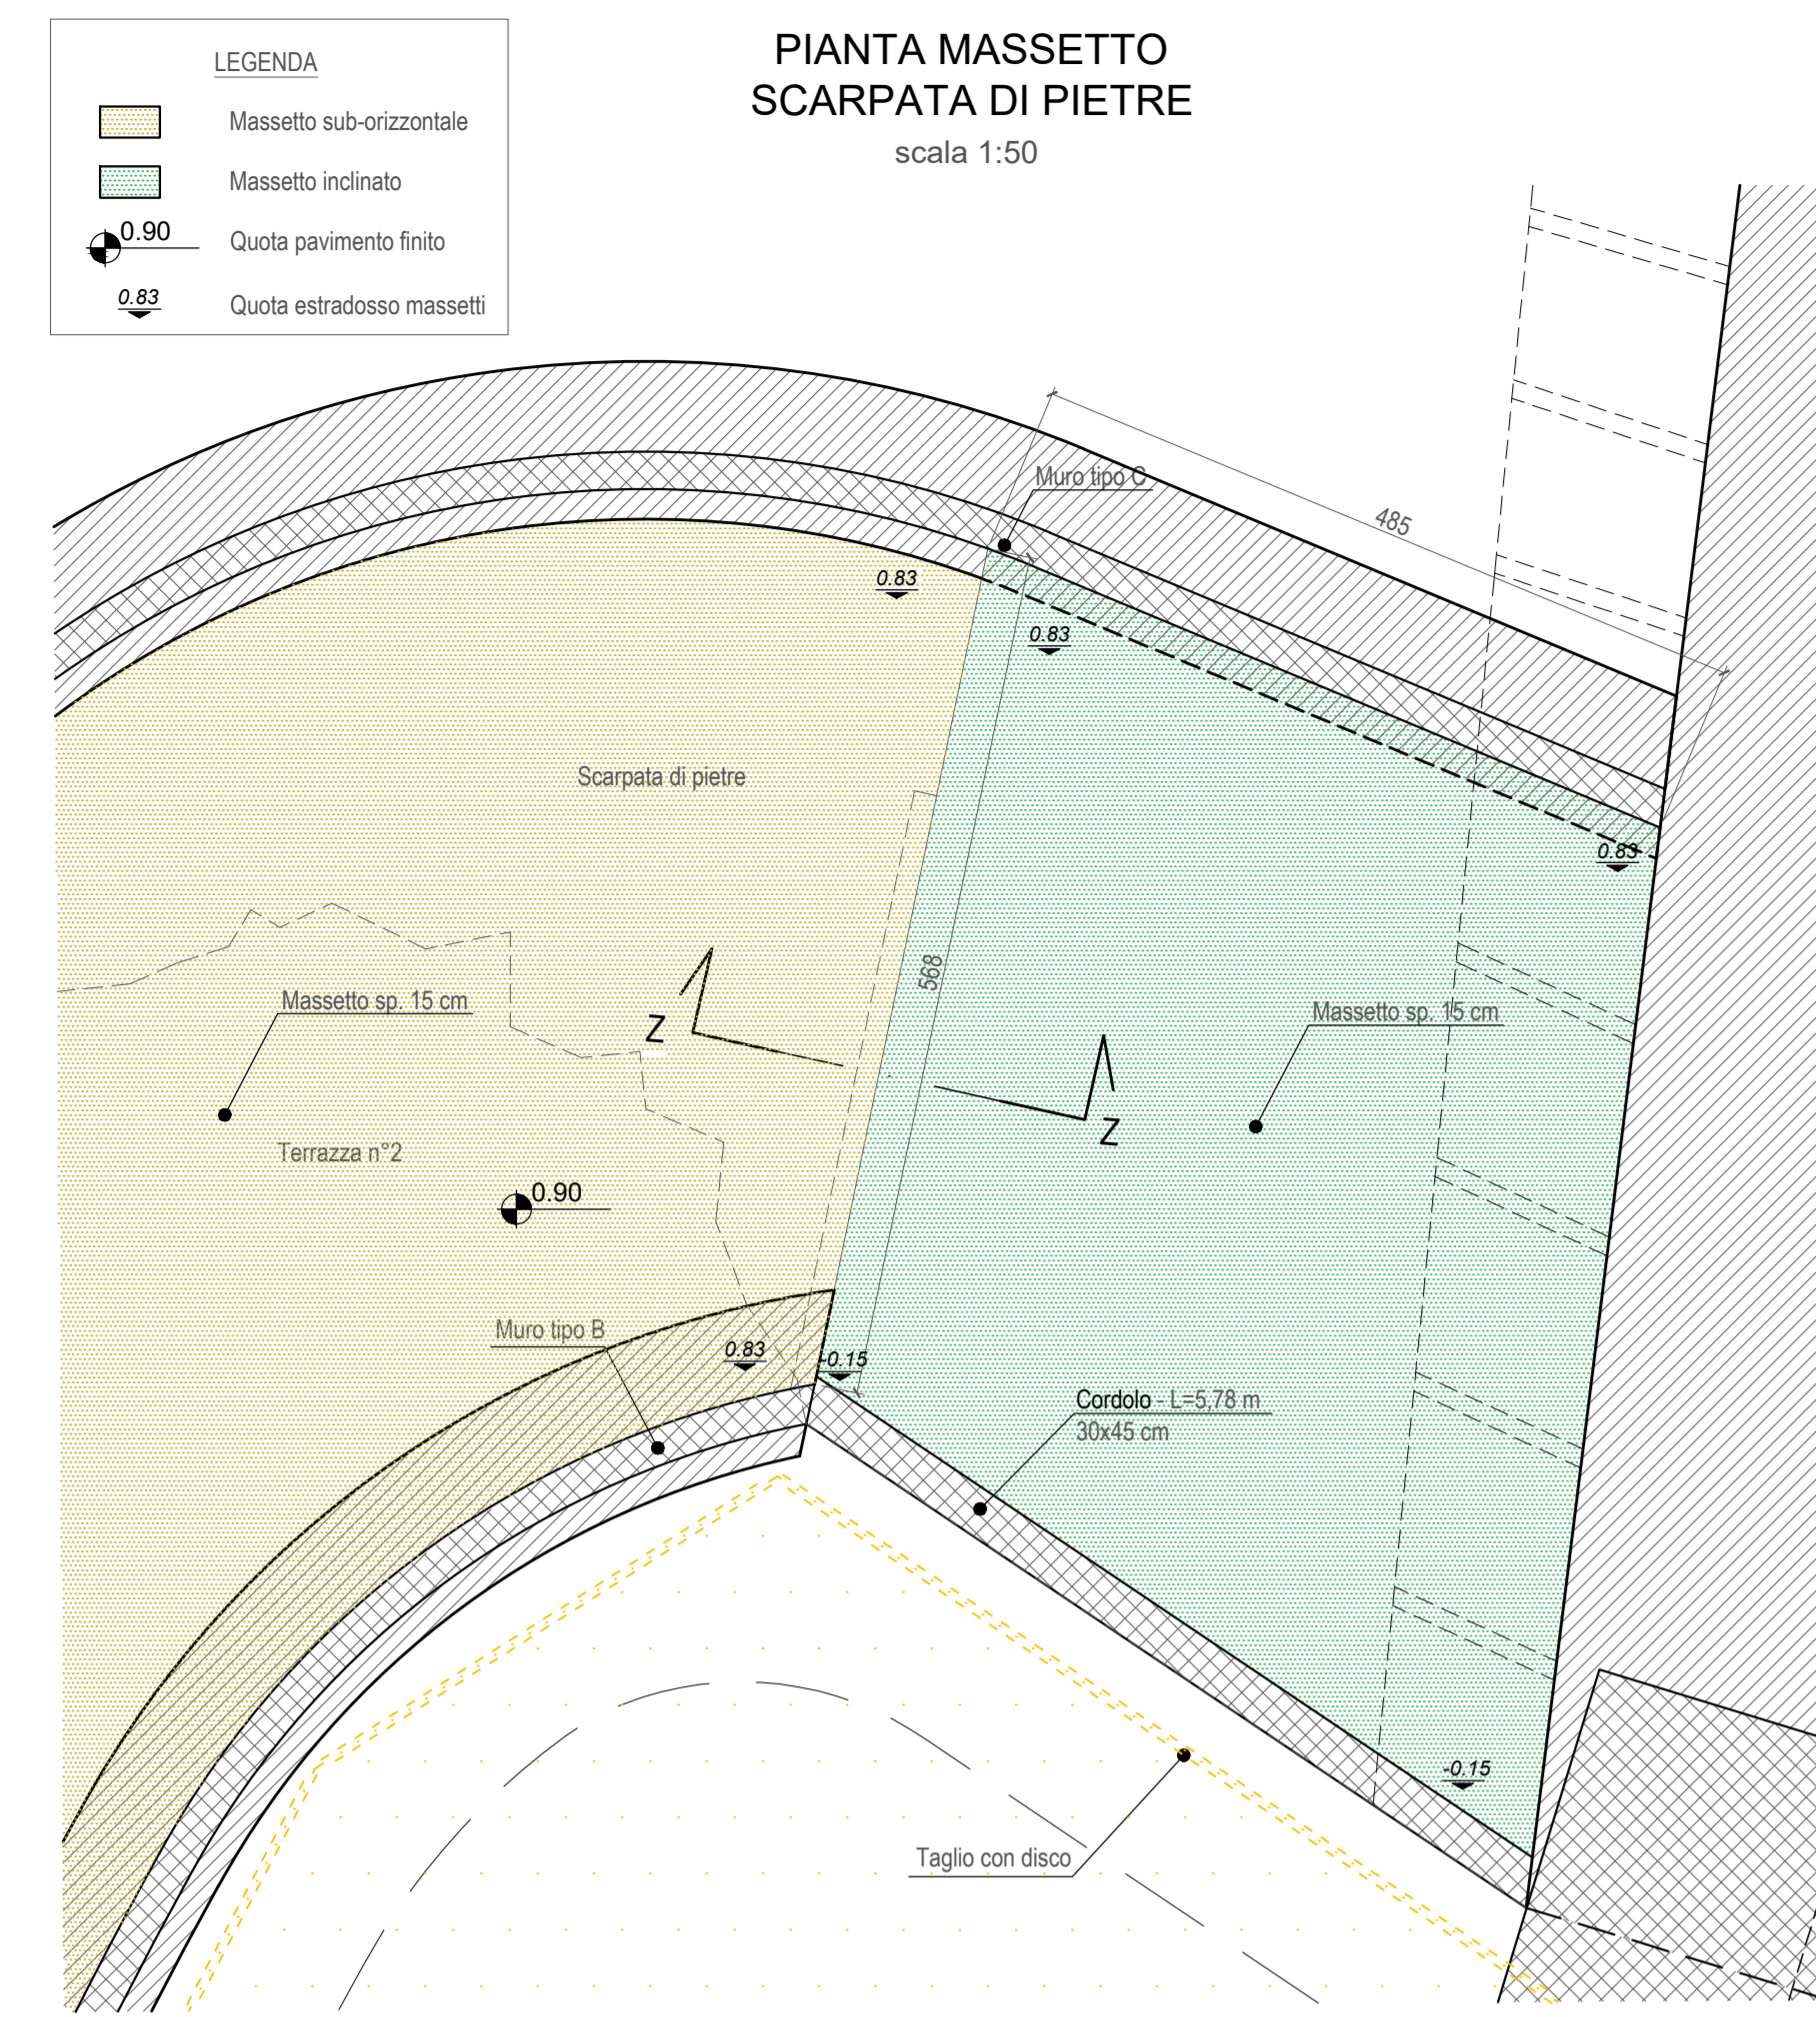 LEGENDA
Massetto sub-orizzontale
Massetto inclinato
0.90
Quota pavimento finito
0.83
Quota estradosso massetti
PIANTA MASSETTO
SCARPATA DI PIETRE
scala 1:50
Muro tipo C
485
0.83
0.83
Scarpata di pietre
0.83
568
Massetto sp. 15 cm
Z
Massetto sp. 15 cm
Z
Terrazza n°2
0.90
Muro tipo B
0.83
-0.15
Cordolo - L=5,78 m
30x45 cm
-0.15
Taglio con disco